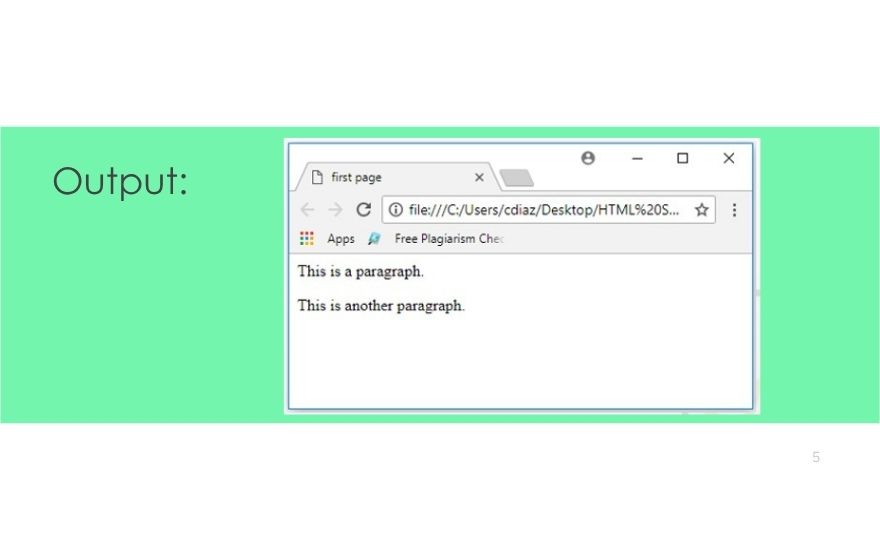 Output:
first page
file:///C:/Users/cdiaz/Desktop/HTML%20S...
Apps
Free Plagiarism Chec
This is a paragraph.
This is another paragraph.
5